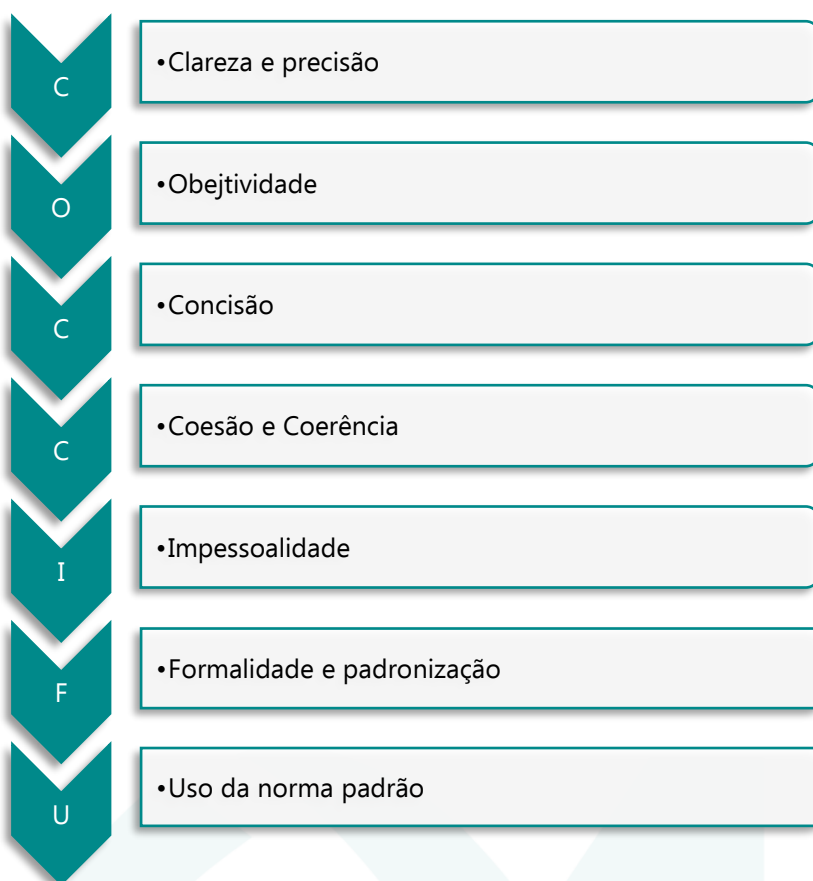 C
•Clareza e precisão
O
•Obejtividade
C
•Concisão
C
•Coesão e Coerência
I
•Impessoalidade
F
•Formalidade e padronização
U
•Uso da norma padrão